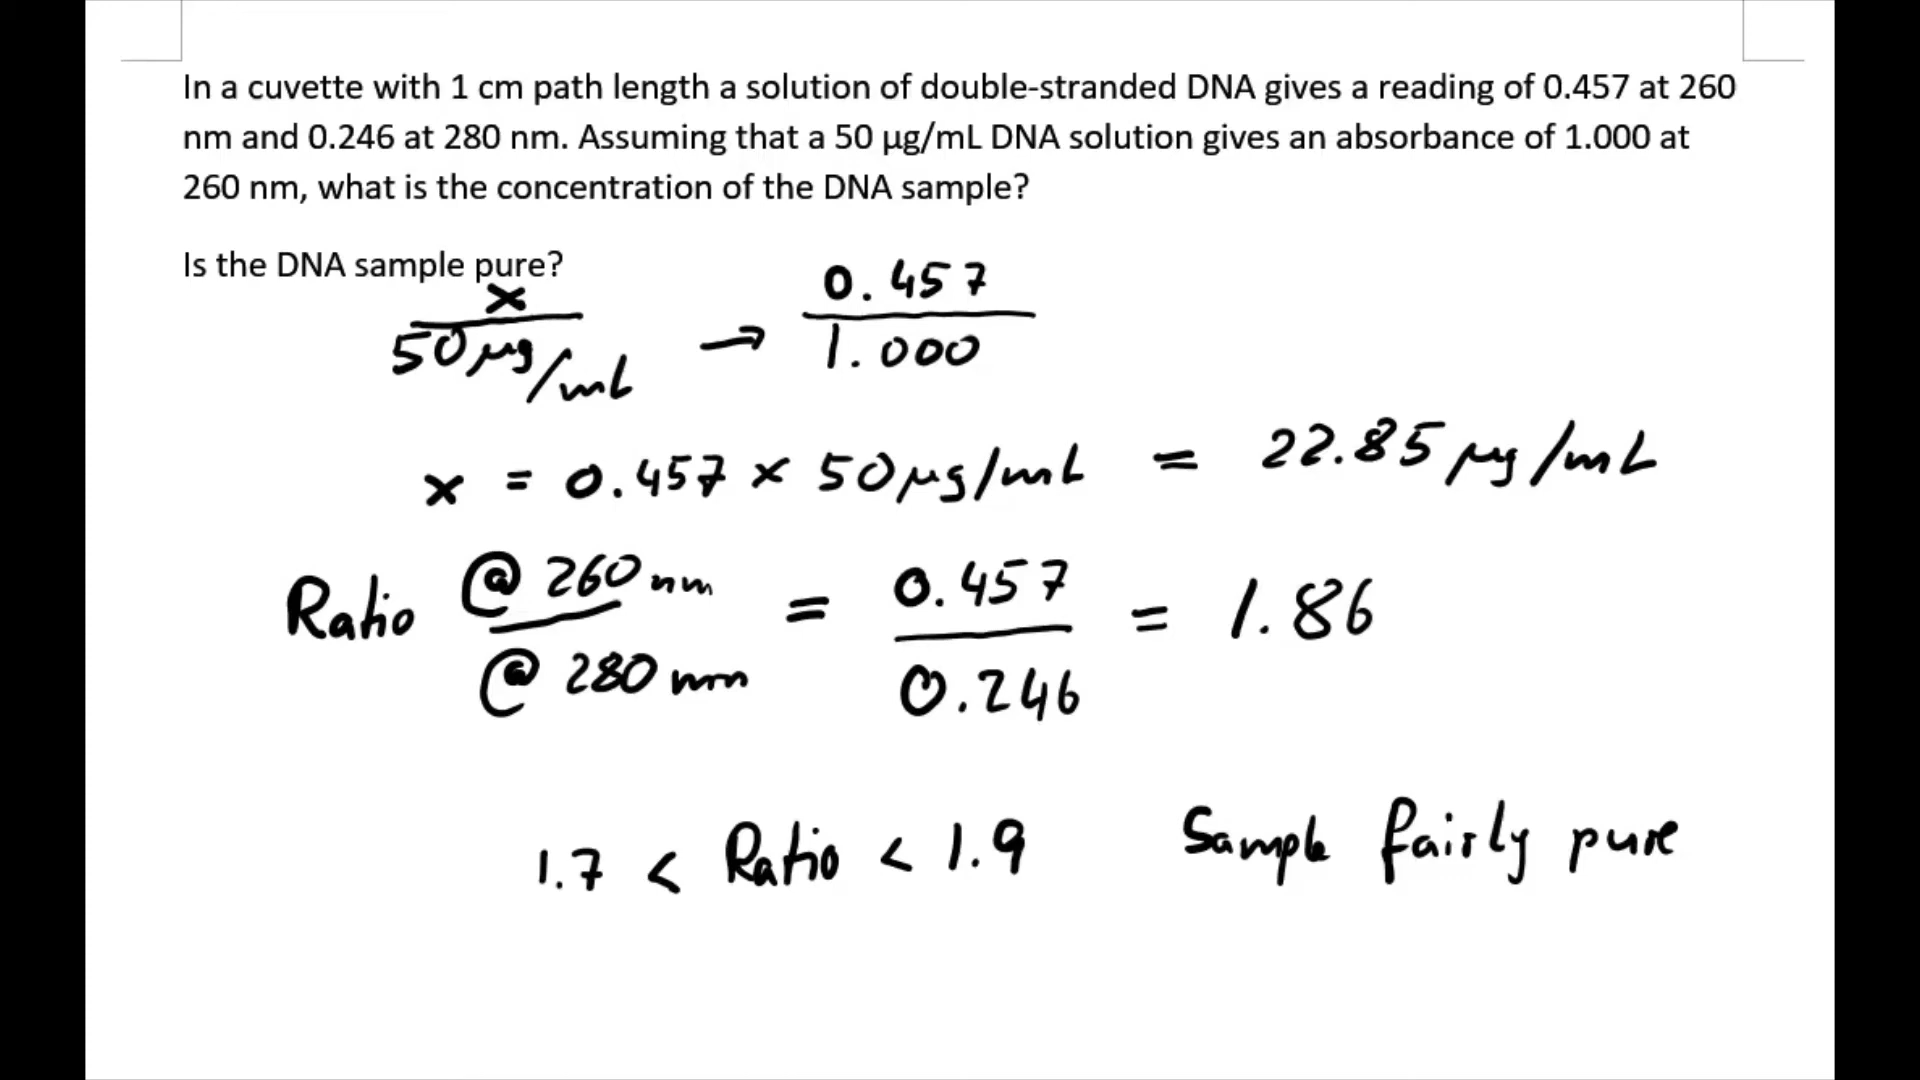 In a cuvette with 1 cm path length a solution of double-stranded DNA gives a reading of 0.457 at 260
nm and 0.246 at 280 nm. Assuming that a 50 µg/mL DNA solution gives an absorbance of 1.000 at
260 nm, what is the concentration of the DNA sample?
Is the DNA sample pure?
x / 50 µg/mL → 0.457 / 1.000
x = 0.457 x 50 µg/mL = 22.85 µg/mL
Ratio @ 260 nm / @ 280 nm = 0.457 / 0.246 = 1.86
1.7 < Ratio < 1.9 Sample fairly pure